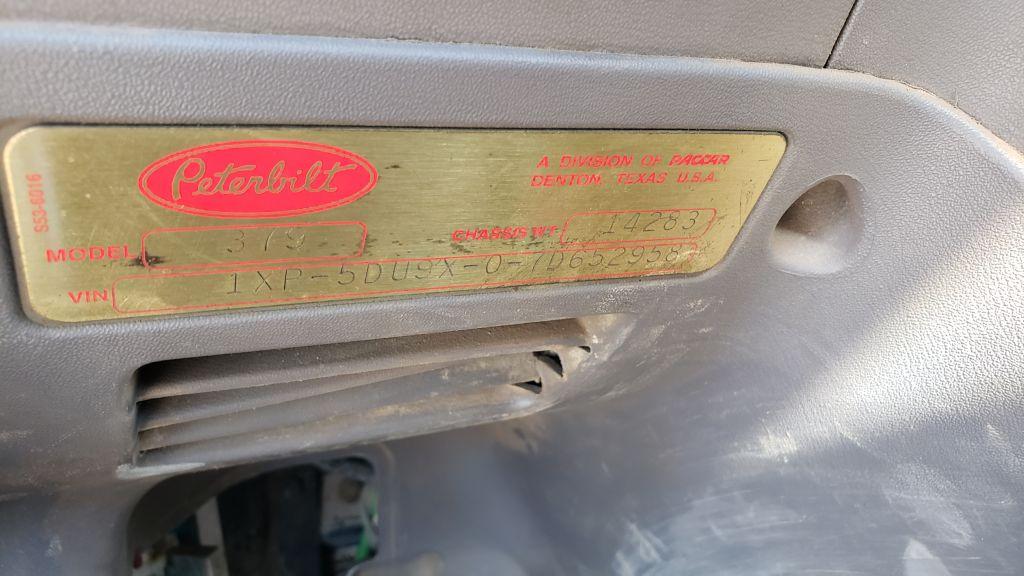 Peterbilt
A DIVISION OF PACCAR
DENTON, TEXAS U.S.A.
S53-6016
MODEL 379
CHASSIS WT 14283
VIN 1XP-5DU9X-0-7D652958